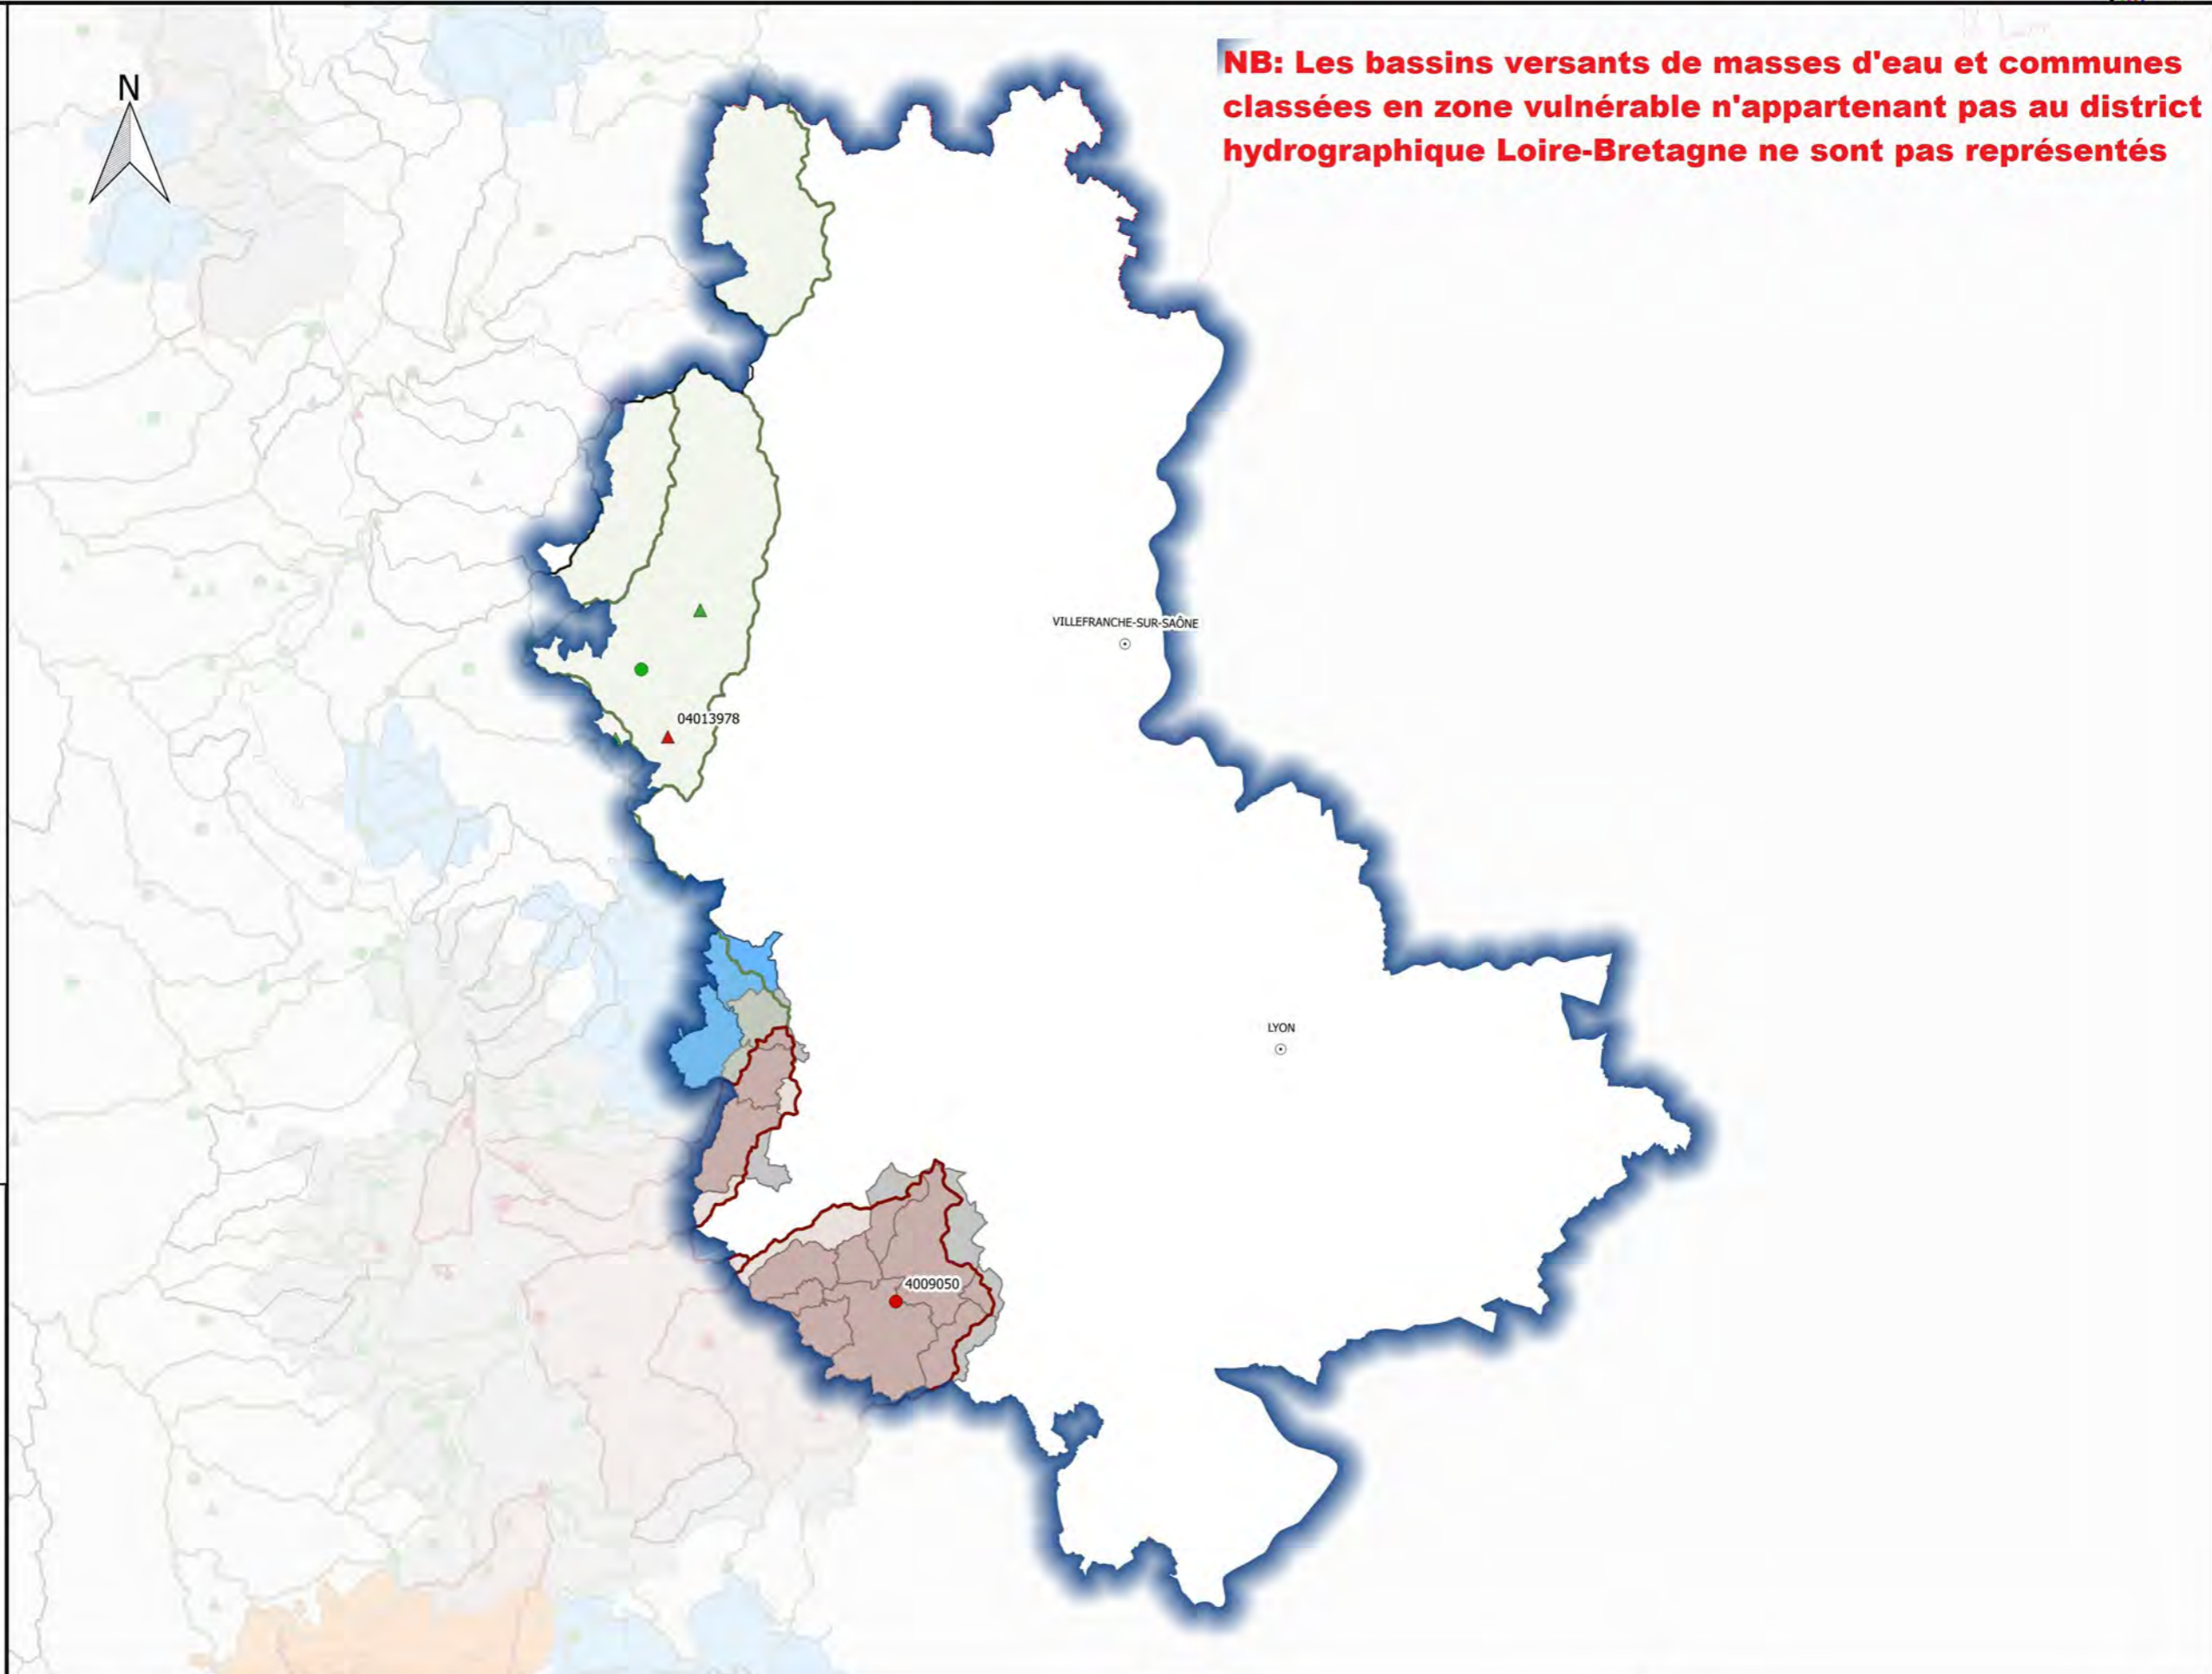 N
NB: Les bassins versants de masses d'eau et communes
classées en zone vulnérable n'appartenant pas au district
hydrographique Loire-Bretagne ne sont pas représentés
VILLEFRANCHE-SUR-SAÔNE
04013978
LYON
4009050